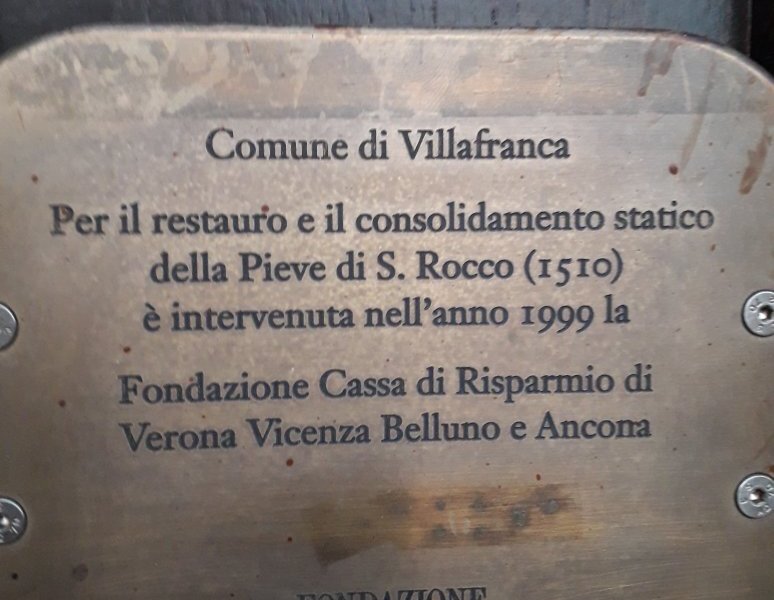 Comune di Villafranca
Per il restauro e il consolidamento statico
della Pieve di S. Rocco (1510)
è intervenuta nell'anno 1999 la
Fondazione Cassa di Risparmio di
Verona Vicenza Belluno e Ancona
FONDAZIONE